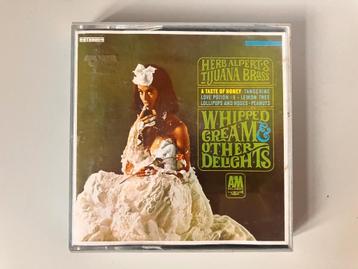 STEREO
HERB ALPERT'S
TIJUANA BRASS
A TASTE OF HONEY · TANGERINE
LOVE POTION #9 · LEMON TREE
LOLLIPOPS AND ROSES · PEANUTS
WHIPPED
CREAM &
OTHER
DELIGHTS
A&M